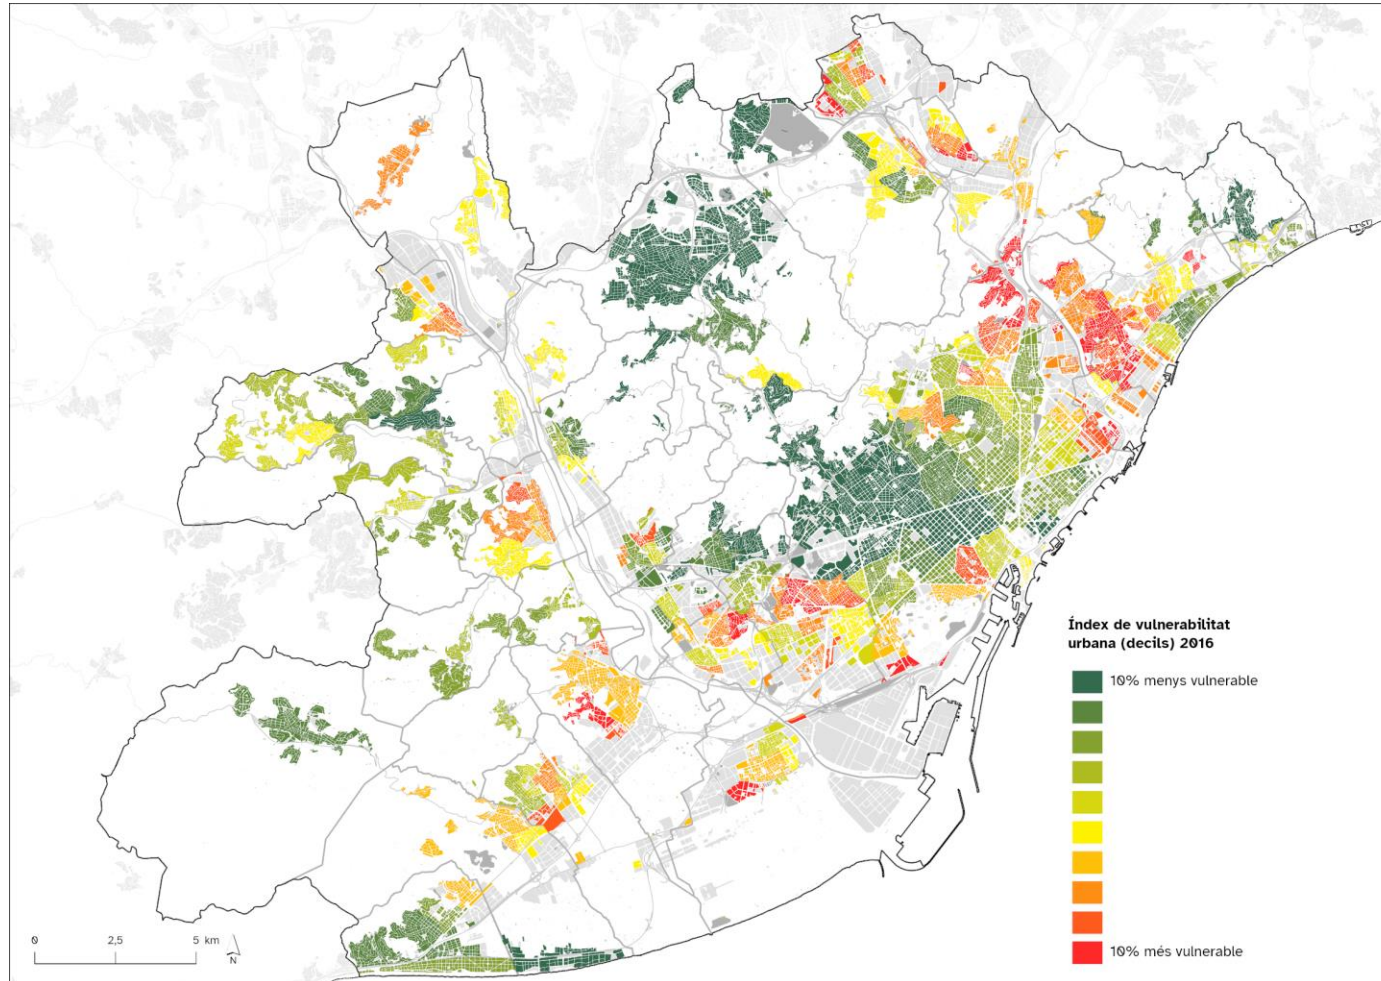 Índex de vulnerabilitat
urbana (decils) 2016
10% menys vulnerable
10% més vulnerable
0 2,5 5 km
N